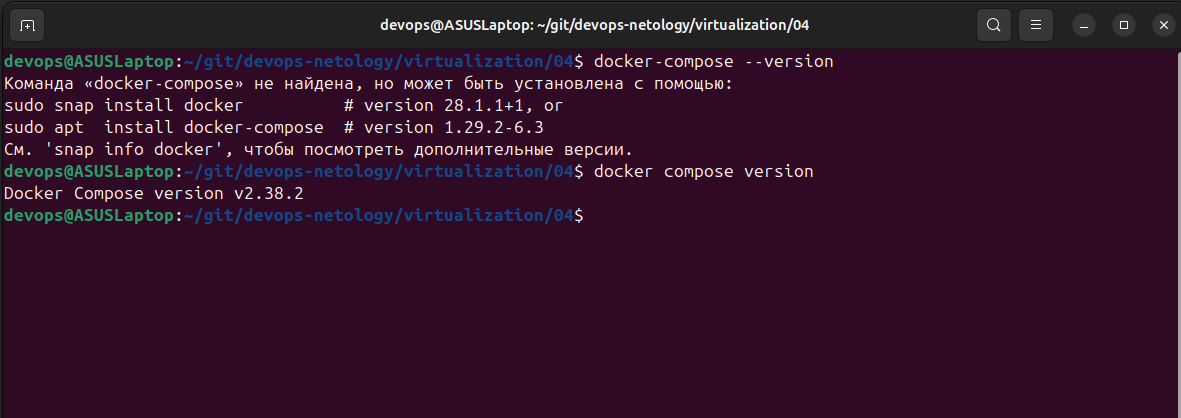 devops@ASUSLaptop: ~/git/devops-netology/virtualization/04
devops@ASUSLaptop:~/git/devops-netology/virtualization/04$ docker-compose --version
Команда «docker-compose» не найдена, но может быть установлена с помощью:
sudo snap install docker          # version 28.1.1+1, or
sudo apt  install docker-compose  # version 1.29.2-6.3
См. 'snap info docker', чтобы посмотреть дополнительные версии.
devops@ASUSLaptop:~/git/devops-netology/virtualization/04$ docker compose version
Docker Compose version v2.38.2
devops@ASUSLaptop:~/git/devops-netology/virtualization/04$